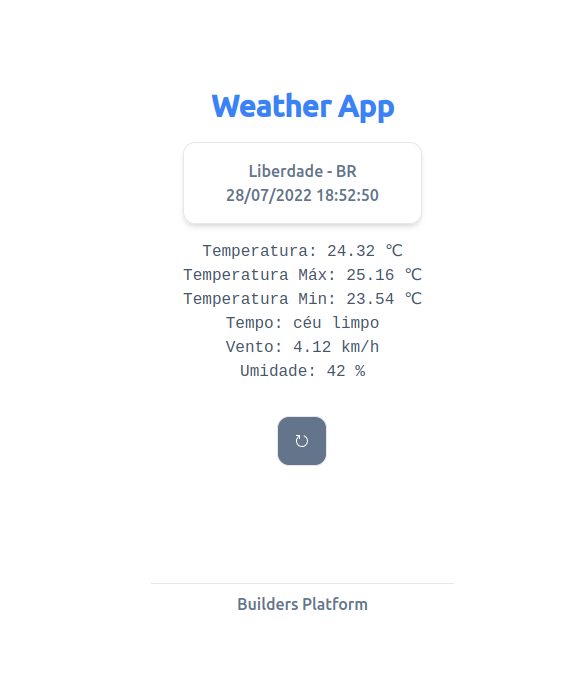 Weather App
Liberdade - BR
28/07/2022 18:52:50
Temperatura: 24.32 ℃
Temperatura Máx: 25.16 ℃
Temperatura Min: 23.54 ℃
Tempo: céu limpo
Vento: 4.12 km/h
Umidade: 42 %
↻
Builders Platform